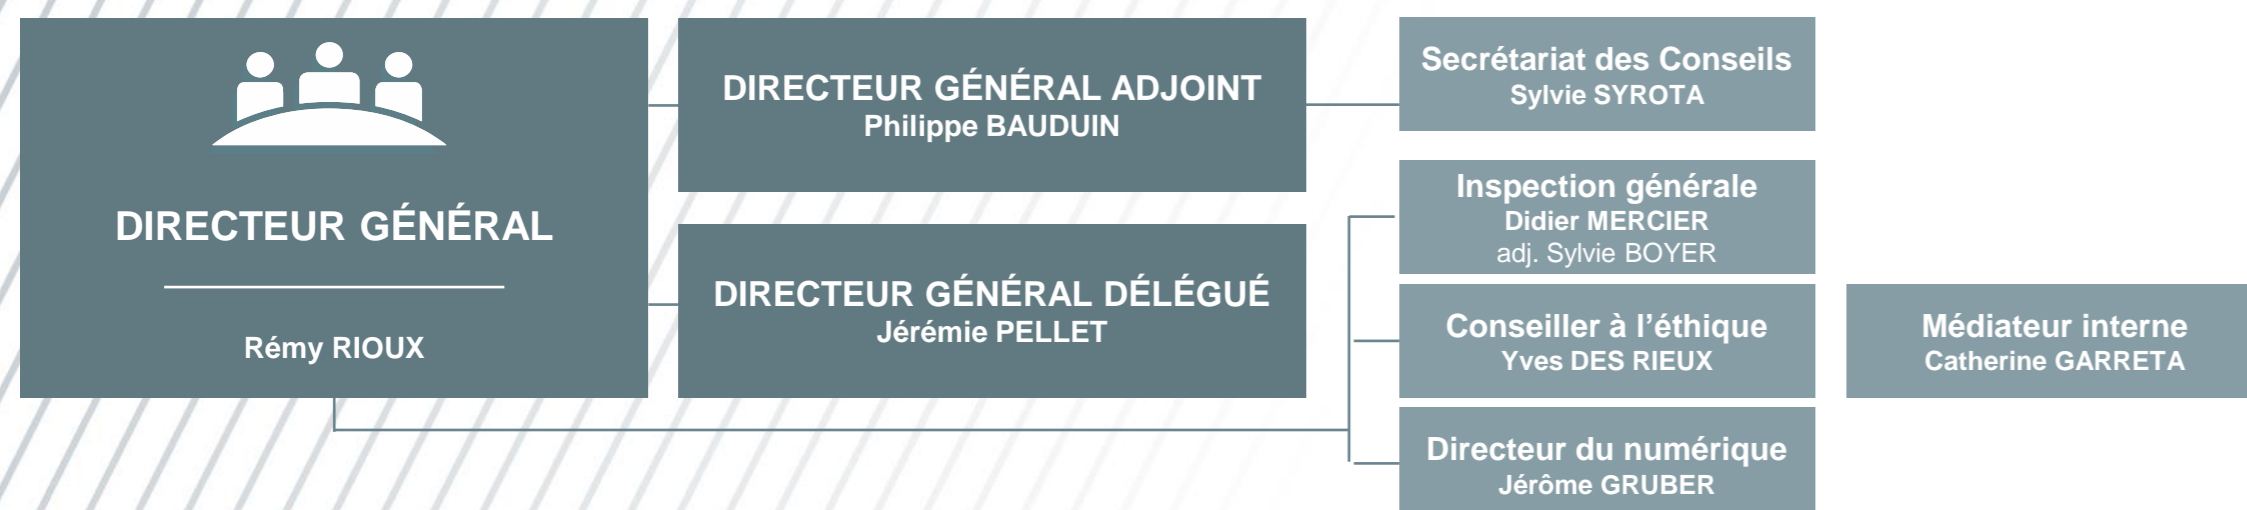 DIRECTEUR GÉNÉRAL
Rémy RIOUX
DIRECTEUR GÉNÉRAL ADJOINT
Philippe BAUDUIN
DIRECTEUR GÉNÉRAL DÉLÉGUÉ
Jérémie PELLET
Secrétariat des Conseils
Sylvie SYROTA
Inspection générale
Didier MERCIER
adj. Sylvie BOYER
Conseiller à l’éthique
Yves DES RIEUX
Médiateur interne
Catherine GARRETA
Directeur du numérique
Jérôme GRUBER